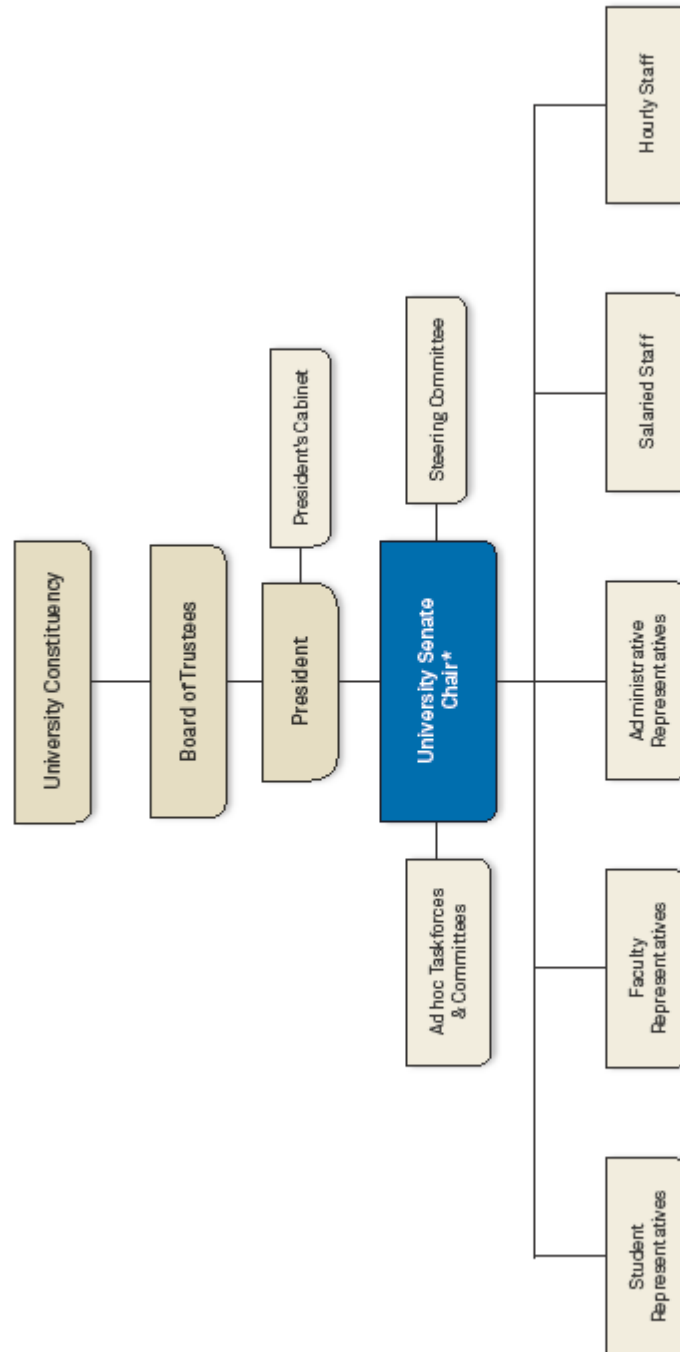 University Constituency
Board of Trustees
President
President's Cabinet
University Senate
Chair*
Ad hoc Taskforces
& Committees
Steering Committee
Student
Representatives
Faculty
Representatives
Administrative
Representatives
Salaried Staff
Hourly Staff